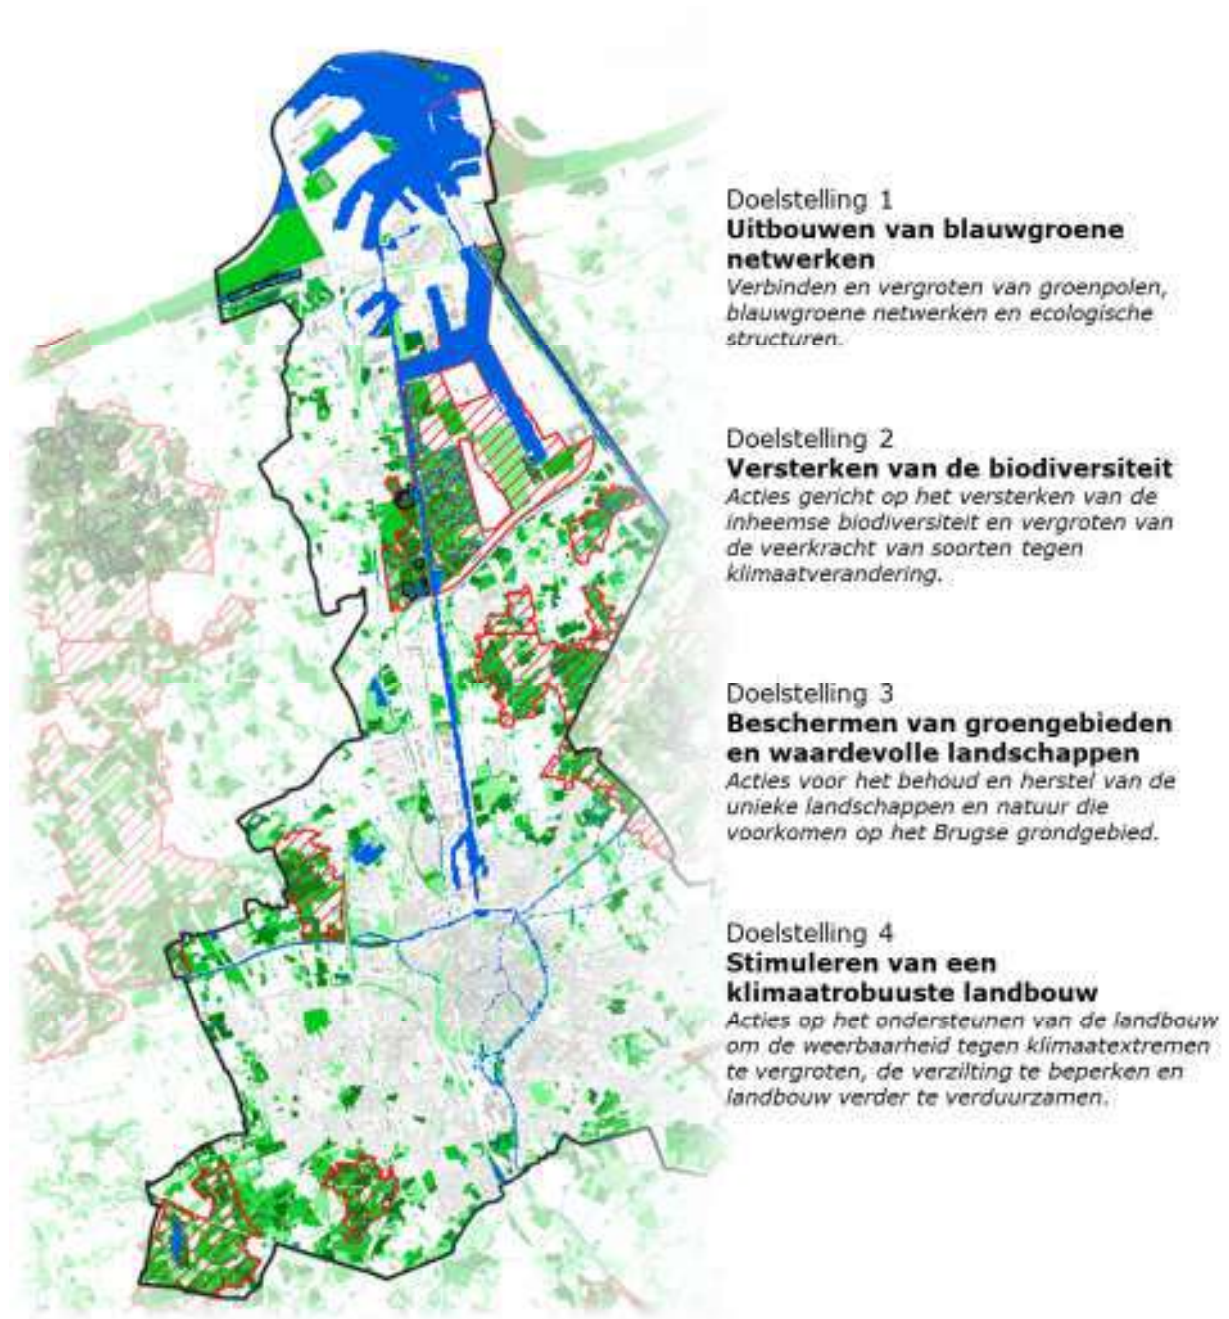 Doelstelling 1
Uitbouwen van blauwgroene
netwerken
Verbinden en vergroten van groenpolen,
blauwgroene netwerken en ecologische
structuren.
Doelstelling 2
Versterken van de biodiversiteit
Acties gericht op het versterken van de
inheemse biodiversiteit en vergroten van
de veerkracht van soorten tegen
klimaatverandering.
Doelstelling 3
Beschermen van groengebieden
en waardevolle landschappen
Acties voor het behoud en herstel van de
unieke landschappen en natuur die
voorkomen op het Brugse grondgebied.
Doelstelling 4
Stimuleren van een
klimaatrobuuste landbouw
Acties op het ondersteunen van de landbouw
om de weerbaarheid tegen klimaatextremen
te vergroten, de verzilting te beperken en
landbouw verder te verduurzamen.